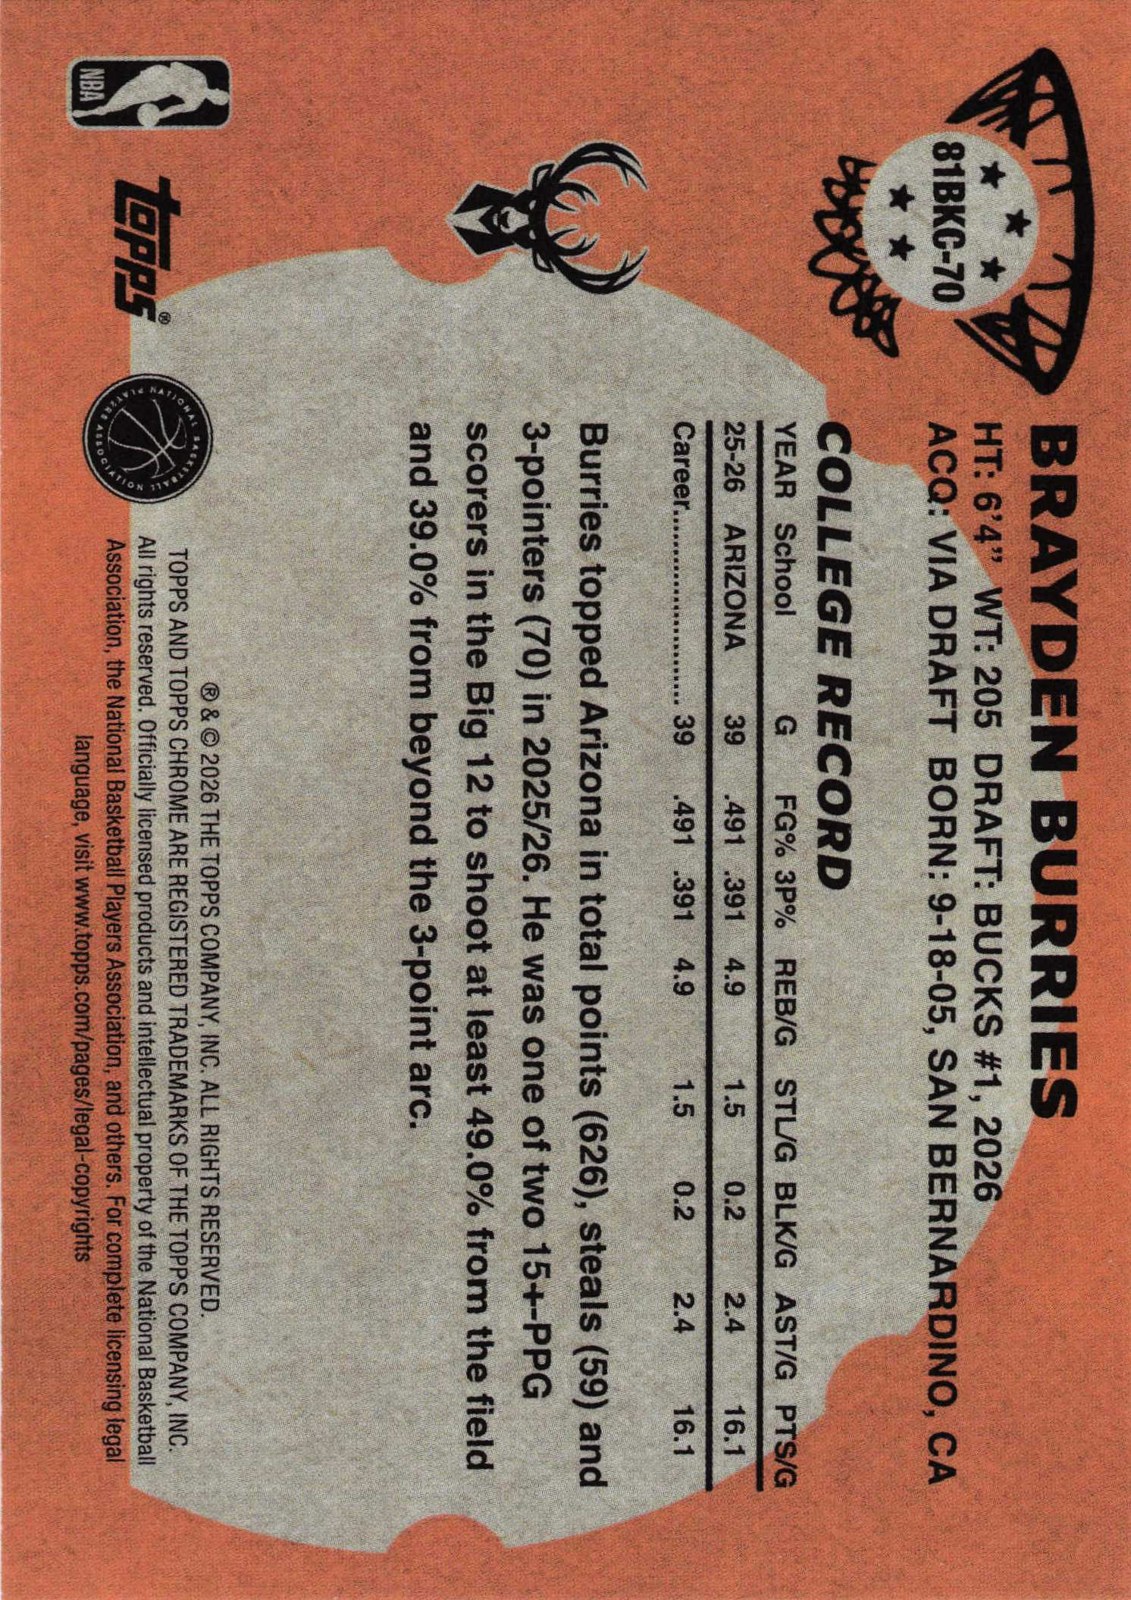 81BKC-70
BRAYDEN BURRIES
HT: 6'4" WT: 205 DRAFT: BUCKS #1, 2026
ACQ: VIA DRAFT BORN: 9-18-05, SAN BERNARDINO, CA
COLLEGE RECORD
YEAR School G FG% 3P% REB/G STL/G BLK/G AST/G PTS/G
25-26 ARIZONA 39 .491 .391 4.9 1.5 0.2 2.4 16.1
Career..................... 39 .491 .391 4.9 1.5 0.2 2.4 16.1
Burries topped Arizona in total points (626), steals (59) and
3-pointers (70) in 2025/26. He was one of two 15+-PPG
scorers in the Big 12 to shoot at least 49.0% from the field
and 39.0% from beyond the 3-point arc.
NBA
topps®
NATIONAL BASKETBALL PLAYERS ASSOCIATION
® & © 2026 THE TOPPS COMPANY, INC. ALL RIGHTS RESERVED.
TOPPS AND TOPPS CHROME ARE REGISTERED TRADEMARKS OF THE TOPPS COMPANY, INC.
All rights reserved. Officially licensed products and intellectual property of the National Basketball
Association, the National Basketball Players Association, and others. For complete licensing legal
language, visit www.topps.com/pages/legal-copyrights